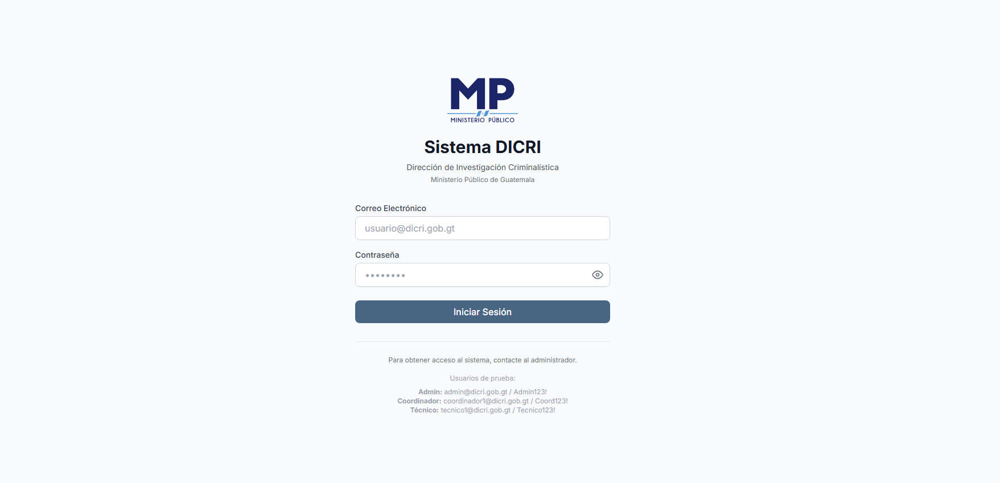 MP
MINISTERIO PÚBLICO
Sistema DICRI
Dirección de Investigación Criminalística
Ministerio Público de Guatemala
Correo Electrónico
usuario@dicri.gob.gt
Contraseña
••••••••
Iniciar Sesión
Para obtener acceso al sistema, contacte al administrador.
Usuarios de prueba:
Admin: admin@dicri.gob.gt / Admin123!
Coordinador: coordinador1@dicri.gob.gt / Coord123!
Técnico: tecnico1@dicri.gob.gt / Tecnico123!